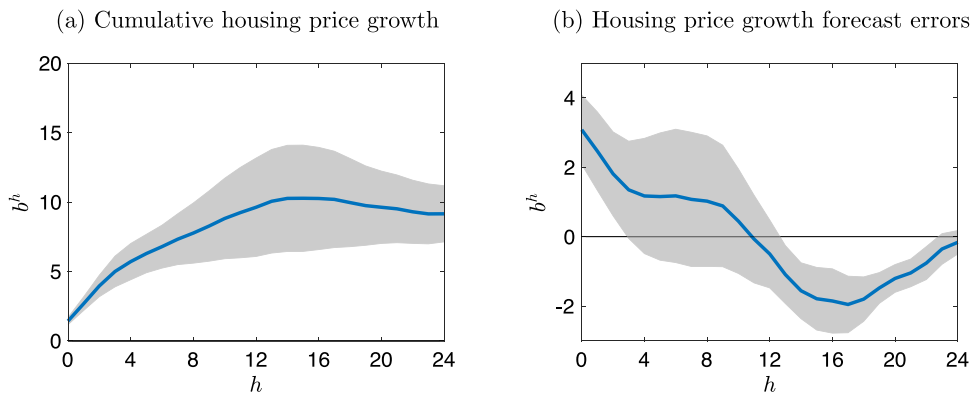 (a) Cumulative housing price growth
20
15
10
5
0
b^h
0 4 8 12 16 20 24
h
(b) Housing price growth forecast errors
4
2
0
-2
b^h
0 4 8 12 16 20 24
h